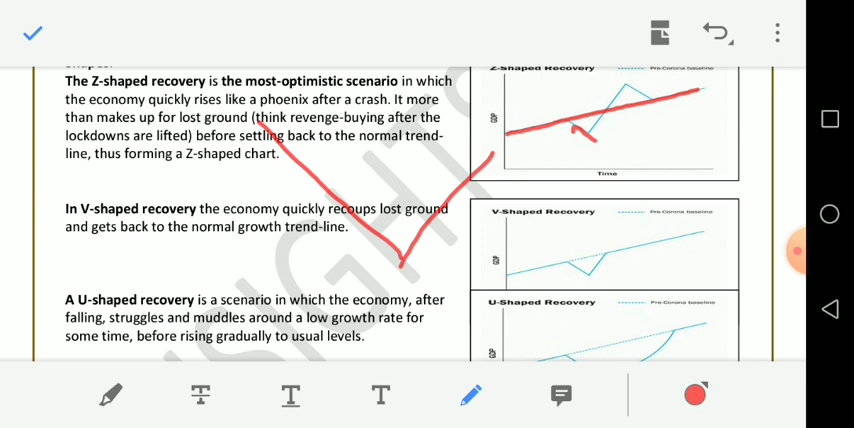 The Z-shaped recovery is the most-optimistic scenario in which
the economy quickly rises like a phoenix after a crash. It more
than makes up for lost ground (think revenge-buying after the
lockdowns are lifted) before settling back to the normal trend-
line, thus forming a Z-shaped chart.
Z-Shaped Recovery Pre-Corona baseline
GDP
Time
In V-shaped recovery the economy quickly recoups lost ground
and gets back to the normal growth trend-line.
V-Shaped Recovery Pre-Corona baseline
GDP
A U-shaped recovery is a scenario in which the economy, after
falling, struggles and muddles around a low growth rate for
some time, before rising gradually to usual levels.
U-Shaped Recovery Pre-Corona baseline
GDP
T
T
T